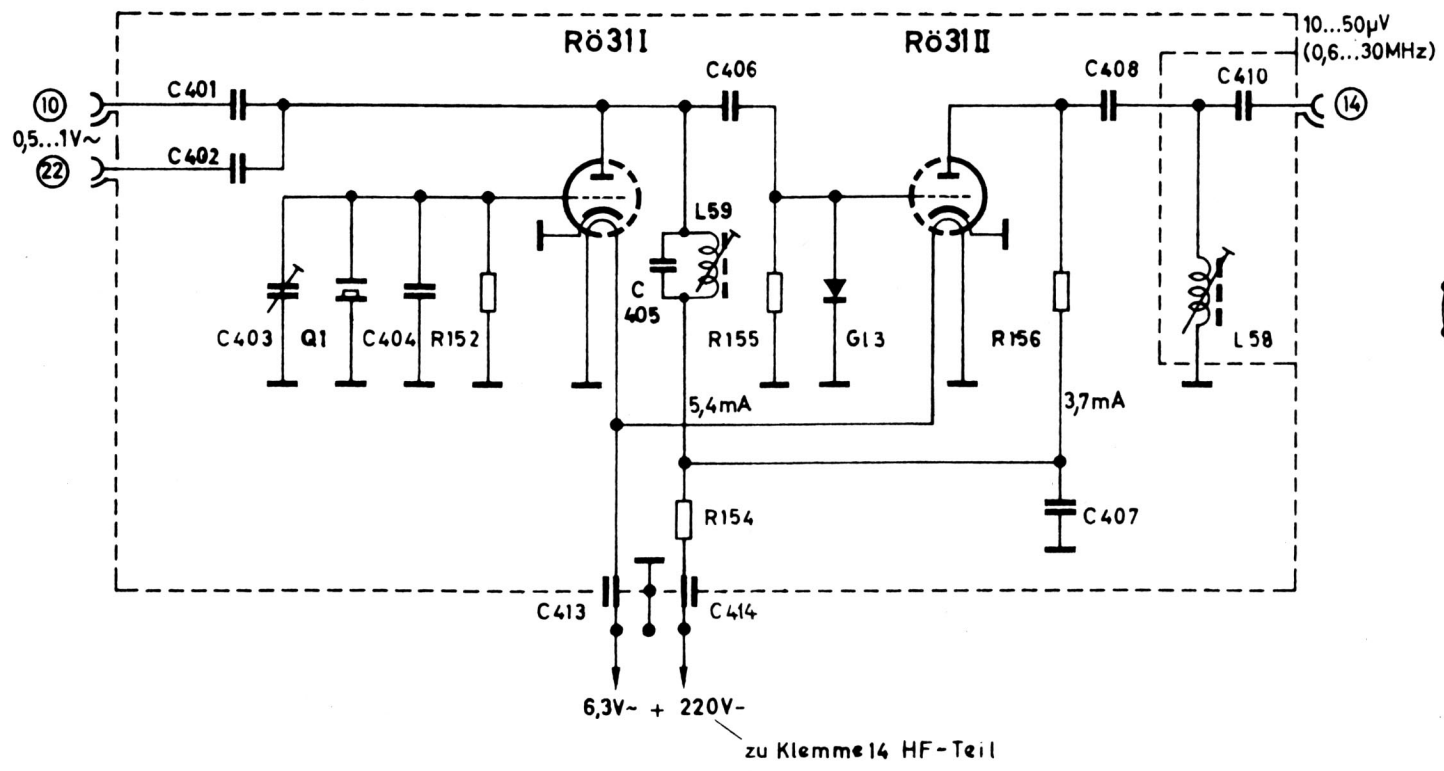 10...50µV
(0,6...30MHz)
Rö31I
Rö31II
C406
C408
C410
C401
10
14
0,5...1V~
22
C402
L59
C
405
C403
Q1
C404
R152
R155
Gl3
R156
L58
5,4mA
3,7mA
R154
C407
C413
C414
6,3V~ + 220V-
zu Klemme 14 HF-Teil